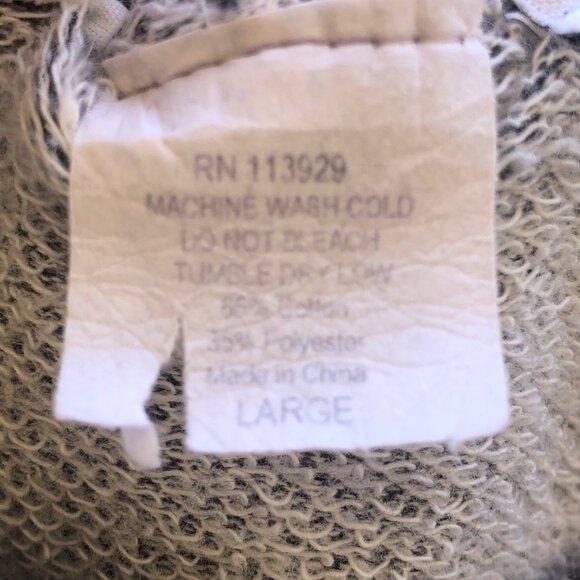 RN 113929
MACHINE WASH COLD
DO NOT BLEACH
TUMBLE DRY LOW
65% Cotton
35% Polyester
Made in China
LARGE